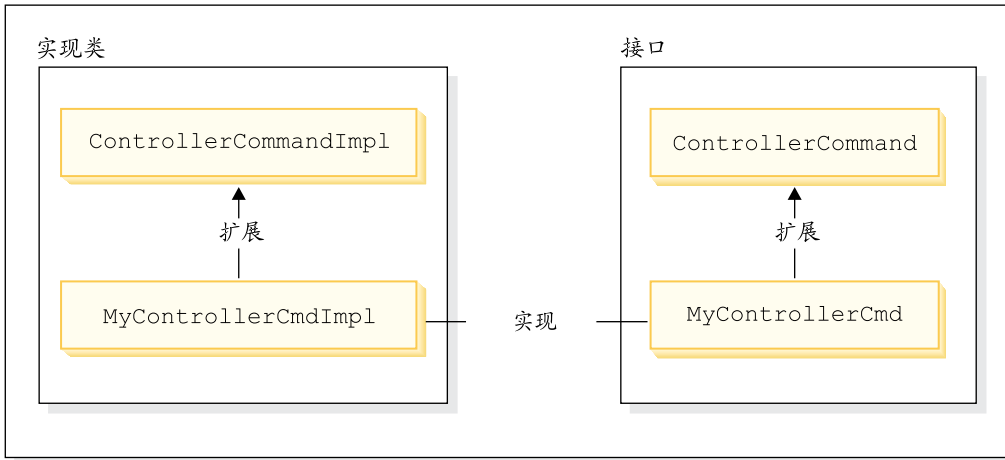 实现类
接口
ControllerCommandImpl
ControllerCommand
扩展
扩展
MyControllerCmdImpl
实现
MyControllerCmd